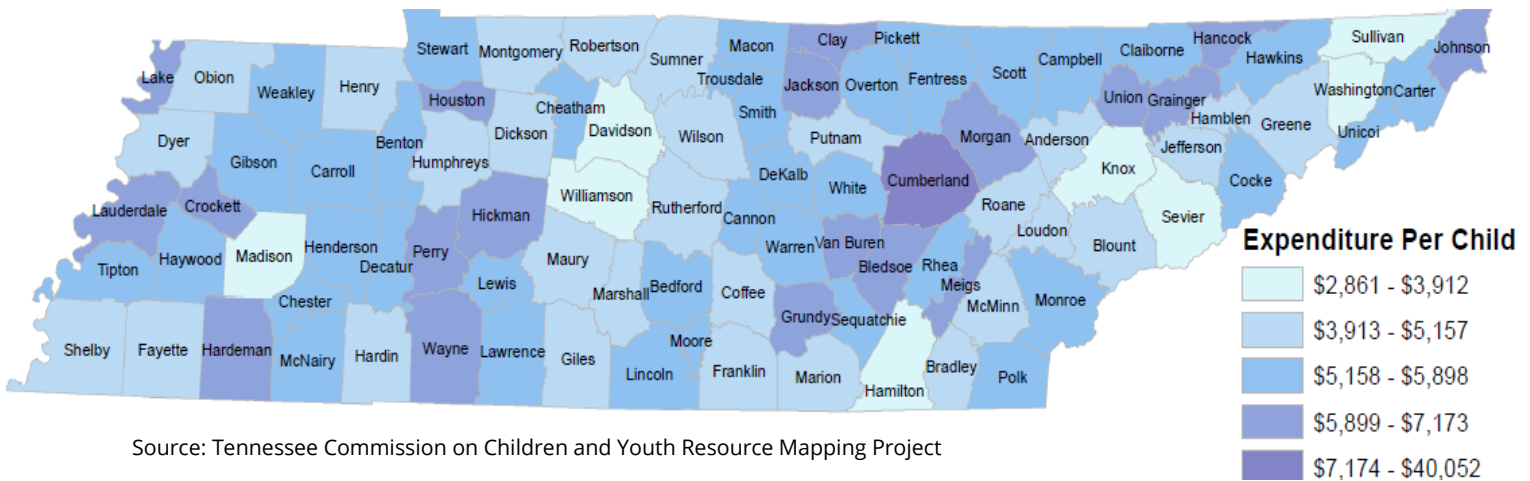 Stewart
Montgomery
Robertson
Sumner
Macon
Clay
Pickett
Scott
Campbell
Claiborne
Hancock
Hawkins
Sullivan
Johnson
Lake
Obion
Weakley
Henry
Houston
Cheatham
Trousdale
Smith
Jackson
Overton
Fentress
Union
Grainger
Hamblen
Greene
Washington
Carter
Unicoi
Dyer
Gibson
Carroll
Benton
Humphreys
Dickson
Davidson
Wilson
Putnam
Morgan
Anderson
Knox
Jefferson
Cocke
Lauderdale
Crockett
Hickman
Williamson
Rutherford
Cannon
DeKalb
White
Cumberland
Roane
Loudon
Blount
Sevier
Tipton
Haywood
Madison
Henderson
Decatur
Perry
Lewis
Maury
Marshall
Bedford
Coffee
Warren
Van Buren
Bledsoe
Rhea
Meigs
McMinn
Monroe
Chester
Shelby
Fayette
Hardeman
McNairy
Hardin
Wayne
Lawrence
Giles
Lincoln
Moore
Franklin
Grundy
Sequatchie
Marion
Hamilton
Bradley
Polk
Expenditure Per Child
$2,861 - $3,912
$3,913 - $5,157
$5,158 - $5,898
$5,899 - $7,173
$7,174 - $40,052
Source: Tennessee Commission on Children and Youth Resource Mapping Project